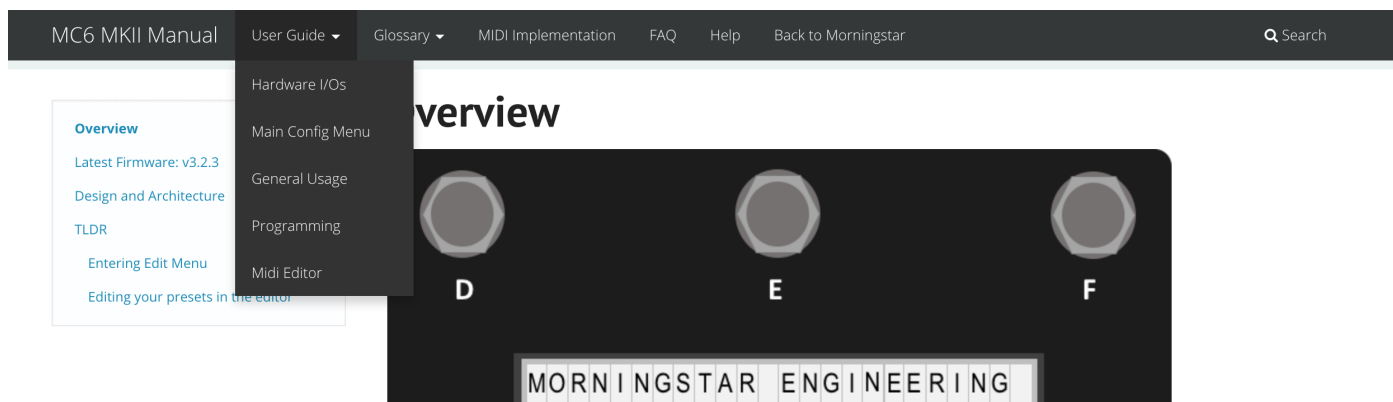 MC6 MKII Manual User Guide Glossary MIDI Implementation FAQ Help Back to Morningstar Search
Hardware I/Os
Main Config Menu
General Usage
Programming
Midi Editor
Overview
Latest Firmware: v3.2.3
Design and Architecture
TLDR
Entering Edit Menu
Editing your presets in the editor
verview
D E F
MORNINGSTAR ENGINEERING